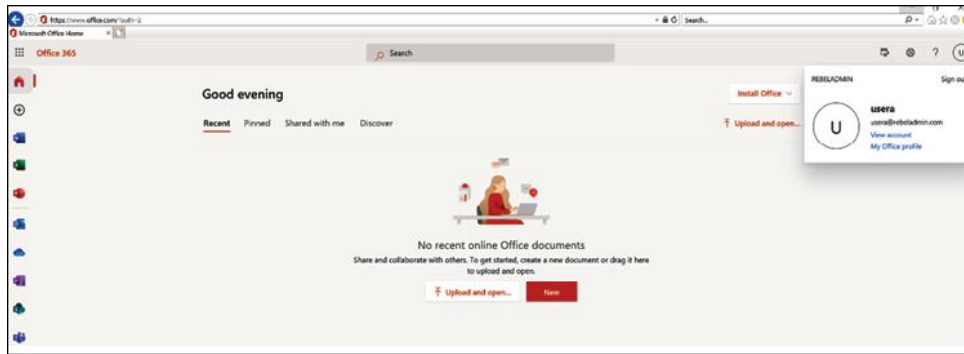 https://www.office.com/?auth=2
Search...
Microsoft Office Home
Office 365
Search
?
REBELADMIN
Sign ou
Good evening
Install Office
usera
usera@rebeladmin.com
View account
My Office profile
Recent
Pinned
Shared with me
Discover
Upload and open...
U
No recent online Office documents
Share and collaborate with others. To get started, create a new document or drag it here
to upload and open.
Upload and open...
New